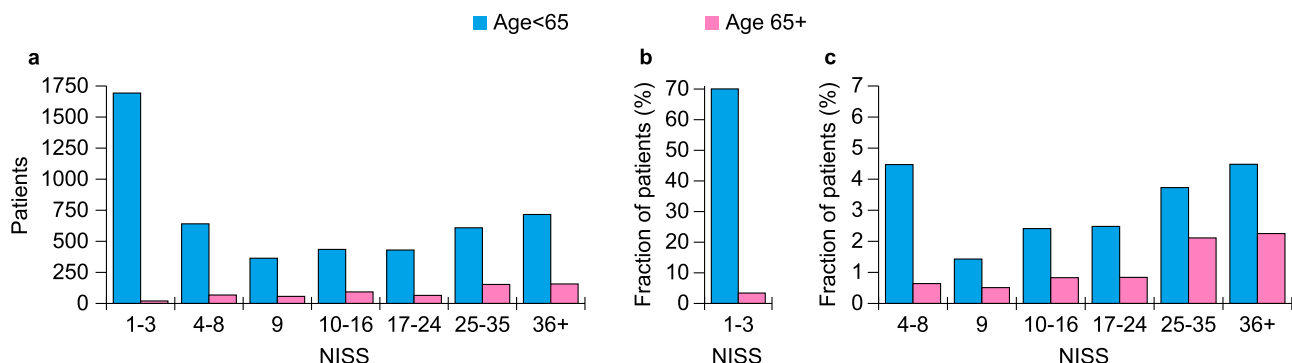 Age<65 Age 65+
a
Patients
1750
1500
1250
1000
750
500
250
0
1-3 4-8 9 10-16 17-24 25-35 36+
NISS
b
Fraction of patients (%)
70
60
50
40
30
20
10
0
1-3
NISS
c
Fraction of patients (%)
7
6
5
4
3
2
1
0
4-8 9 10-16 17-24 25-35 36+
NISS